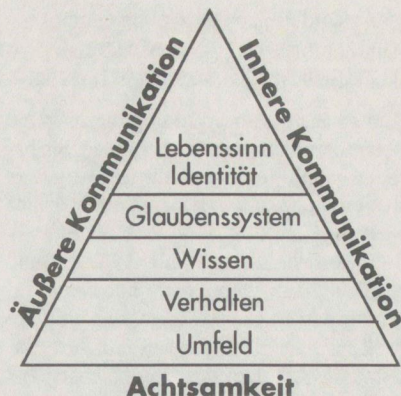 Äußere Kommunikation
Innere Kommunikation
Lebenssinn
Identität
Glaubenssystem
Wissen
Verhalten
Umfeld
Achtsamkeit